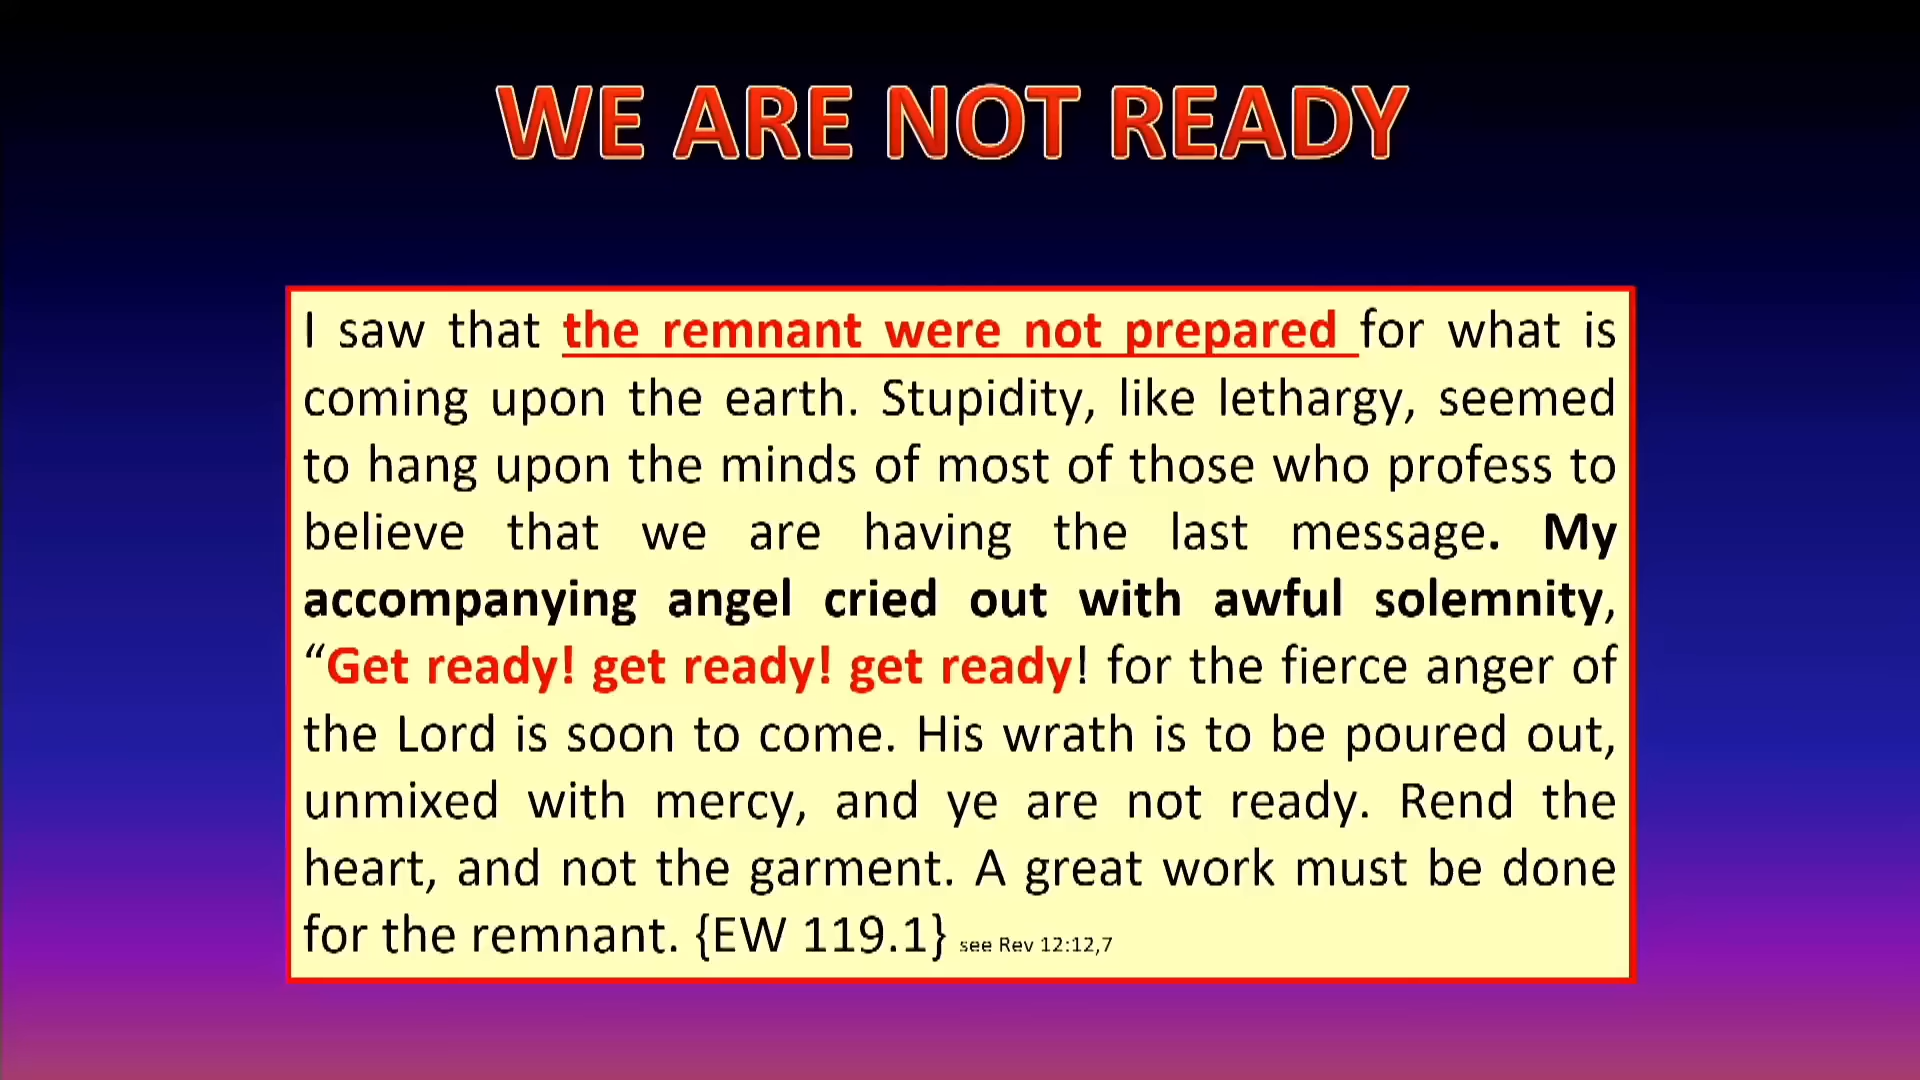 WE ARE NOT READY
I saw that the remnant were not prepared for what is
coming upon the earth. Stupidity, like lethargy, seemed
to hang upon the minds of most of those who profess to
believe that we are having the last message. My
accompanying angel cried out with awful solemnity,
“Get ready! get ready! get ready! for the fierce anger of
the Lord is soon to come. His wrath is to be poured out,
unmixed with mercy, and ye are not ready. Rend the
heart, and not the garment. A great work must be done
for the remnant. {EW 119.1} see Rev 12:12,7